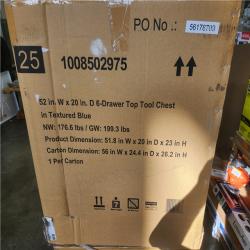 PO No.: 56178700
25
1008502975
52 in. W x 20 in. D 6-Drawer Top Tool Chest
in Textured Blue
NW: 176.6 lbs / GW: 199.3 lbs
Product Dimension: 51.8 in W x 20 in D x 23 in H
Carton Dimension: 56 in W x 24.4 in D x 26.2 in H
1 Per Carton